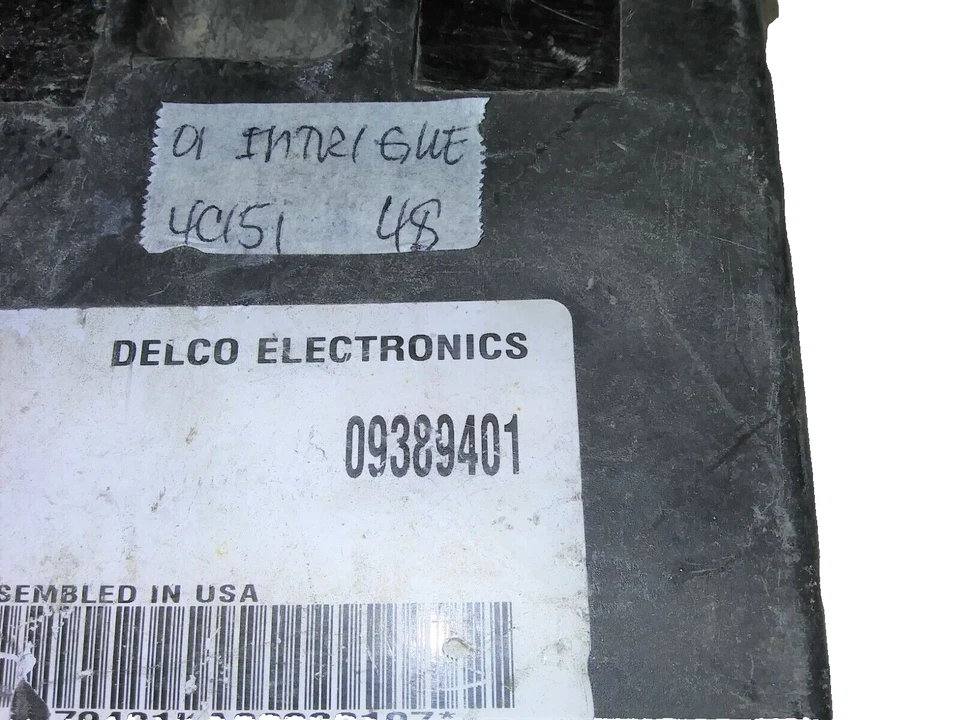 01 INTRIGUE
4C151 48
DELCO ELECTRONICS
09389401
SEMBLED IN USA